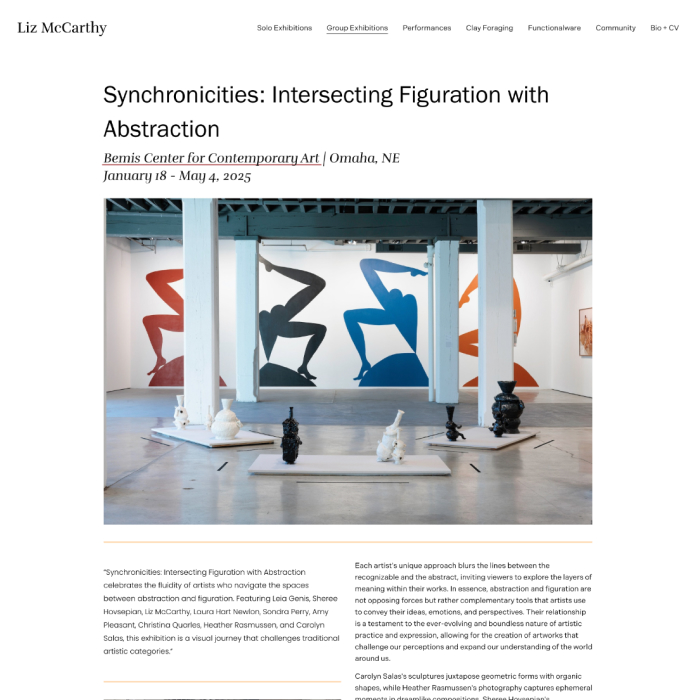 Liz McCarthy
Solo Exhibitions Group Exhibitions Performances Clay Foraging Functionalware Community Bio + CV
Synchronicities: Intersecting Figuration with
Abstraction
Bemis Center for Contemporary Art | Omaha, NE
January 18 - May 4, 2025
"Synchronicities: Intersecting Figuration with Abstraction
celebrates the fluidity of artists who navigate the spaces
between abstraction and figuration. Featuring Leia Genis, Sheree
Hovsepian, Liz McCarthy, Laura Hart Newlon, Sondra Perry, Amy
Pleasant, Christina Quarles, Heather Rasmussen, and Carolyn
Salas, this exhibition is a visual journey that challenges traditional
artistic categories."
Each artist's unique approach blurs the lines between the
recognizable and the abstract, inviting viewers to explore the layers of
meaning within their works. In essence, abstraction and figuration are
not opposing forces but rather complementary tools that artists use
to convey their ideas, emotions, and perspectives. Their relationship
is a testament to the ever-evolving and boundless nature of artistic
practice and expression, allowing for the creation of artworks that
challenge our perceptions and expand our understanding of the world
around us.
Carolyn Salas's sculptures juxtapose geometric forms with organic
shapes, while Heather Rasmussen's photography captures ephemeral
moments in dreamlike compositions. Sheree Hovsepian's